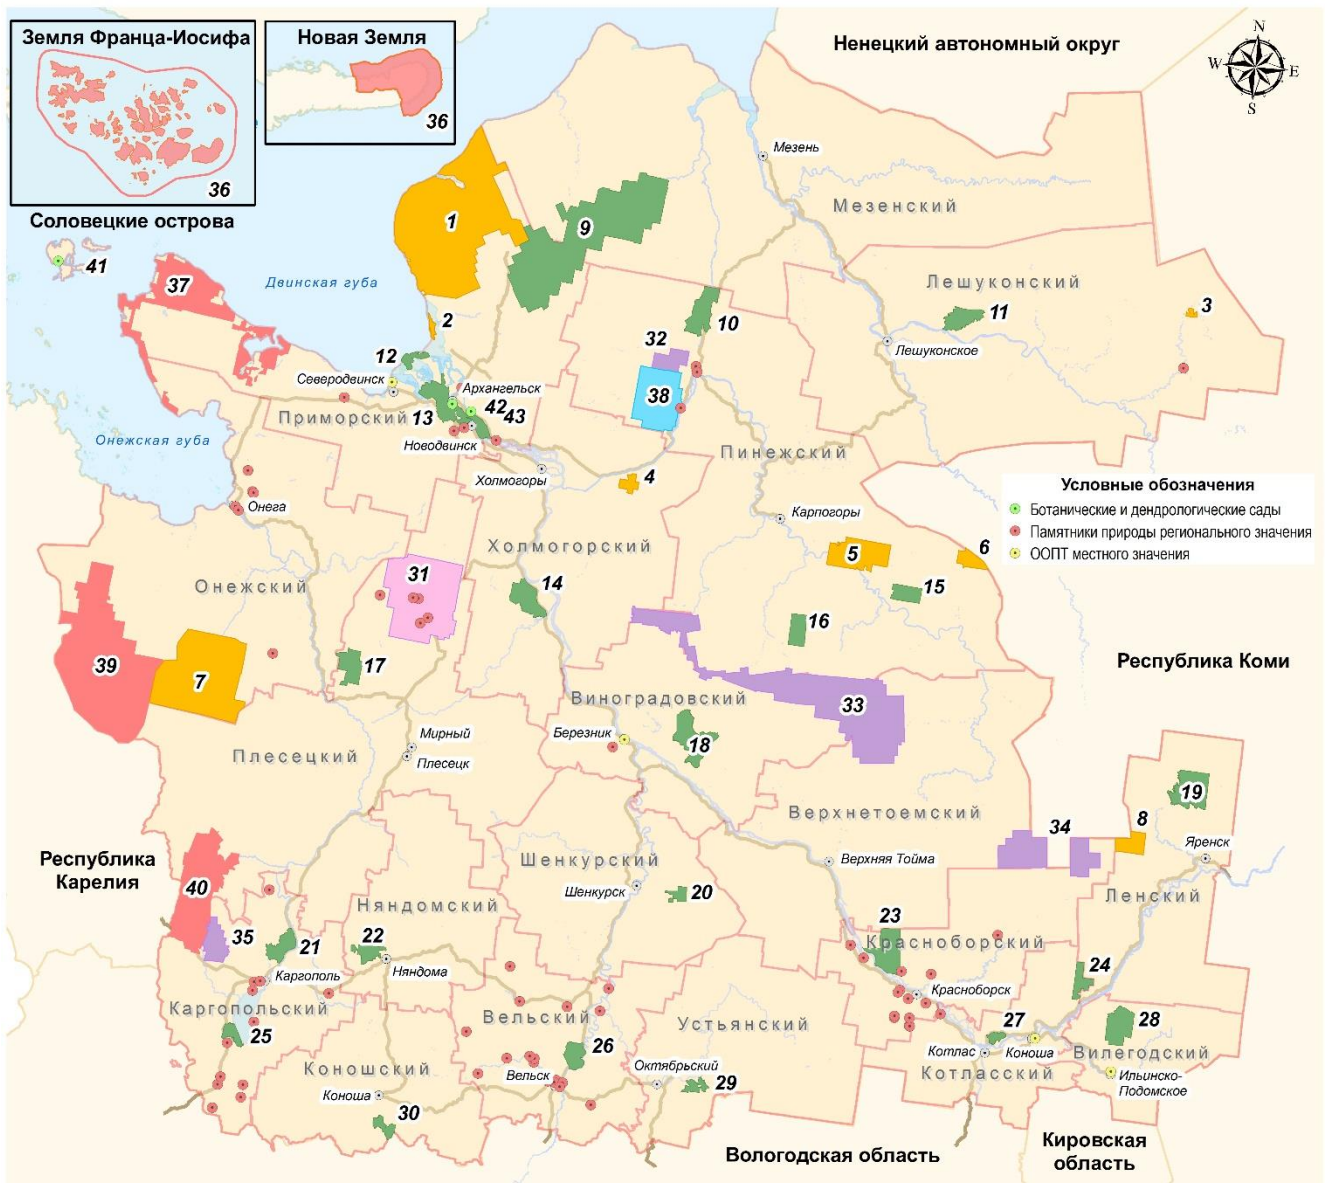 Земля Франца-Иосифа
36
Новая Земля
36
Ненецкий автономный округ
N
W
E
S
Соловецкие острова
41
37
Двинская губа
1
9
Мезень
Мезенский
Лешуконский
11
3
2
10
32
Лешуконское
12
Северодвинск
Архангельск
38
13
42
43
Приморский
Новодвинск
Онежская губа
Пинежский
Холмогоры
4
Условные обозначения
Ботанические и дендрологические сады
Памятники природы регионального значения
ООПТ местного значения
Онега
Карпогоры
Холмогорский
5
6
31
14
15
Онежский
16
39
7
17
Республика Коми
Виноградовский
33
Мирный
Плесецк
Березник
18
Плесецкий
19
Верхнетоемский
8
34
Яренск
Республика
Карелия
Шенкурский
Верхняя Тойма
40
Шенкурск
20
Ленский
Няндомский
23
35
21
22
Красноборский
Каргополь
Няндома
24
Красноборск
Каргопольский
Вельский
Устьянский
27
28
25
26
Котлас
Коноша
Вилегодский
Коношский
Вельск
Октябрьский
Котласский
Ильинско-
Подомское
29
Коноша
30
Вологодская область
Кировская
область